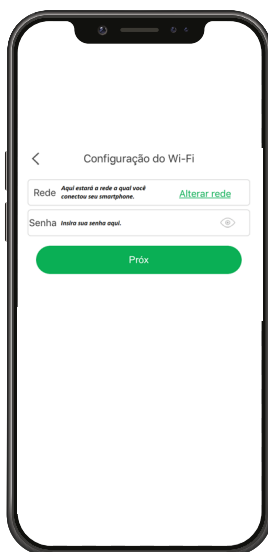 Configuração do Wi-Fi
Rede Aqui estará a rede a qual você
conectou seu smartphone. Alterar rede
Senha Insira sua senha aqui.
Próx